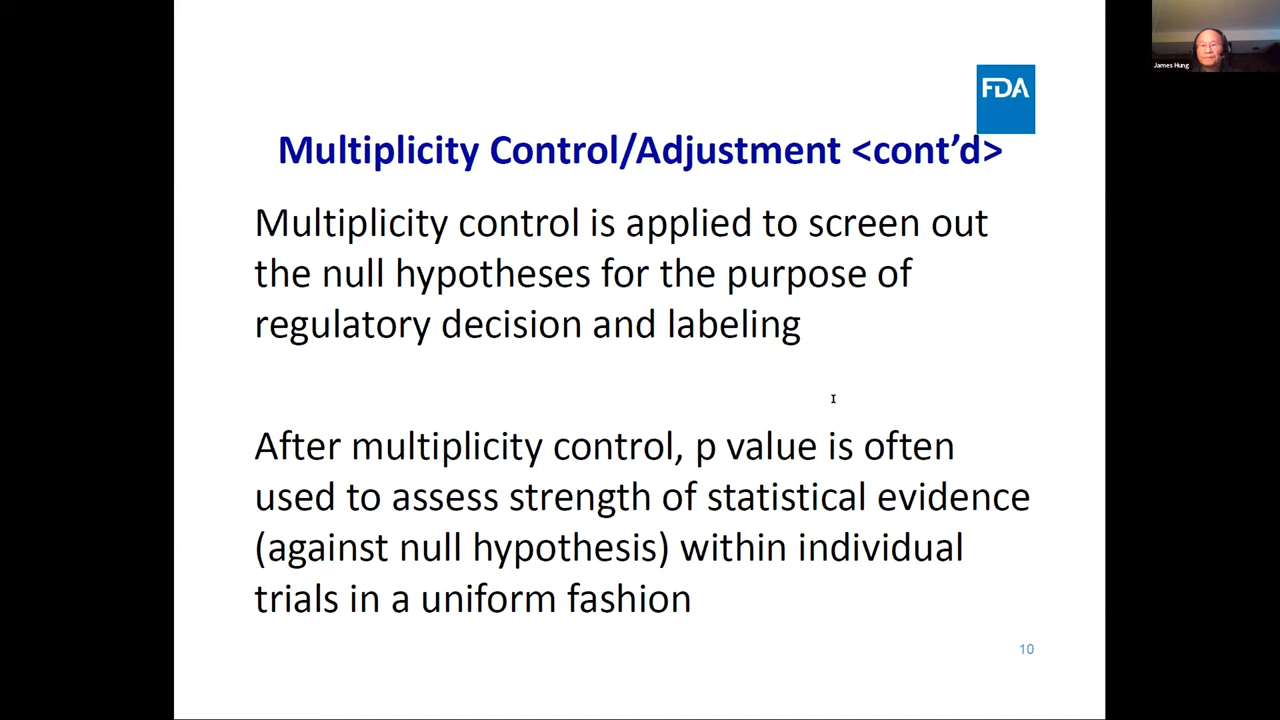 FDA
James Hung
Multiplicity Control/Adjustment <cont’d>
Multiplicity control is applied to screen out
the null hypotheses for the purpose of
regulatory decision and labeling
After multiplicity control, p value is often
used to assess strength of statistical evidence
(against null hypothesis) within individual
trials in a uniform fashion
10